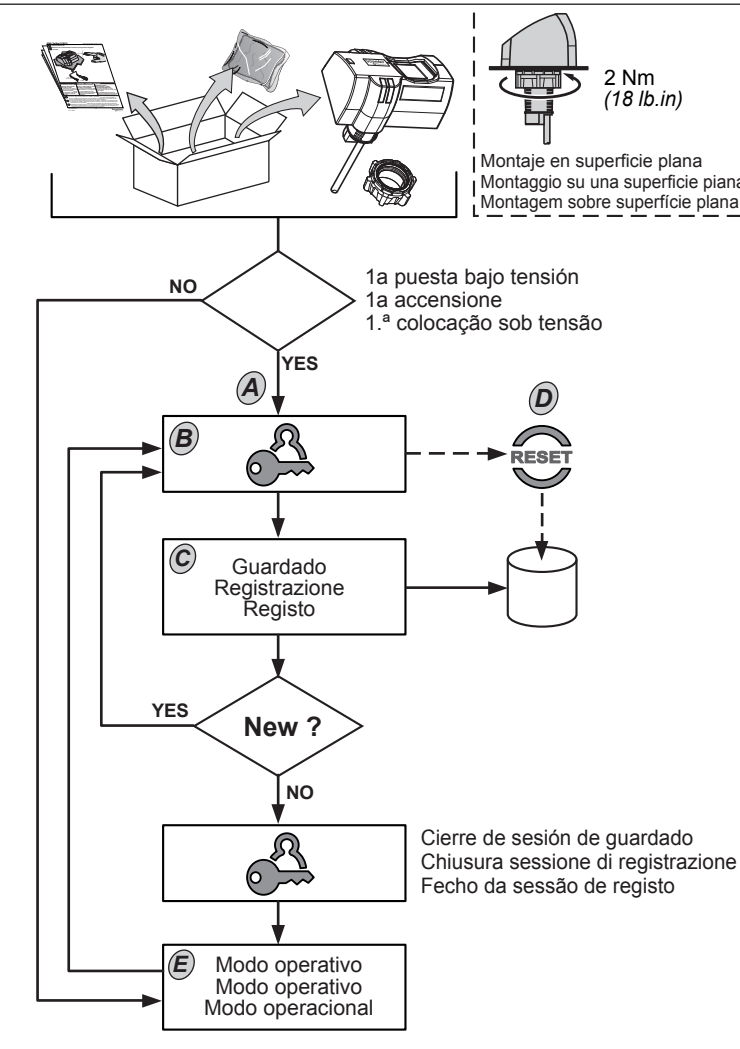 2 Nm
(18 lb.in)
Montaje en superficie plana
Montaggio su una superficie piana
Montagem sobre superfície plana
NO
1a puesta bajo tensión
1a accensione
1.ª colocação sob tensão
YES
A
D
B
RESET
C
Guardado
Registrazione
Registo
YES
New ?
NO
Cierre de sesión de guardado
Chiusura sessione di registrazione
Fecho da sessão de registo
E
Modo operativo
Modo operativo
Modo operacional